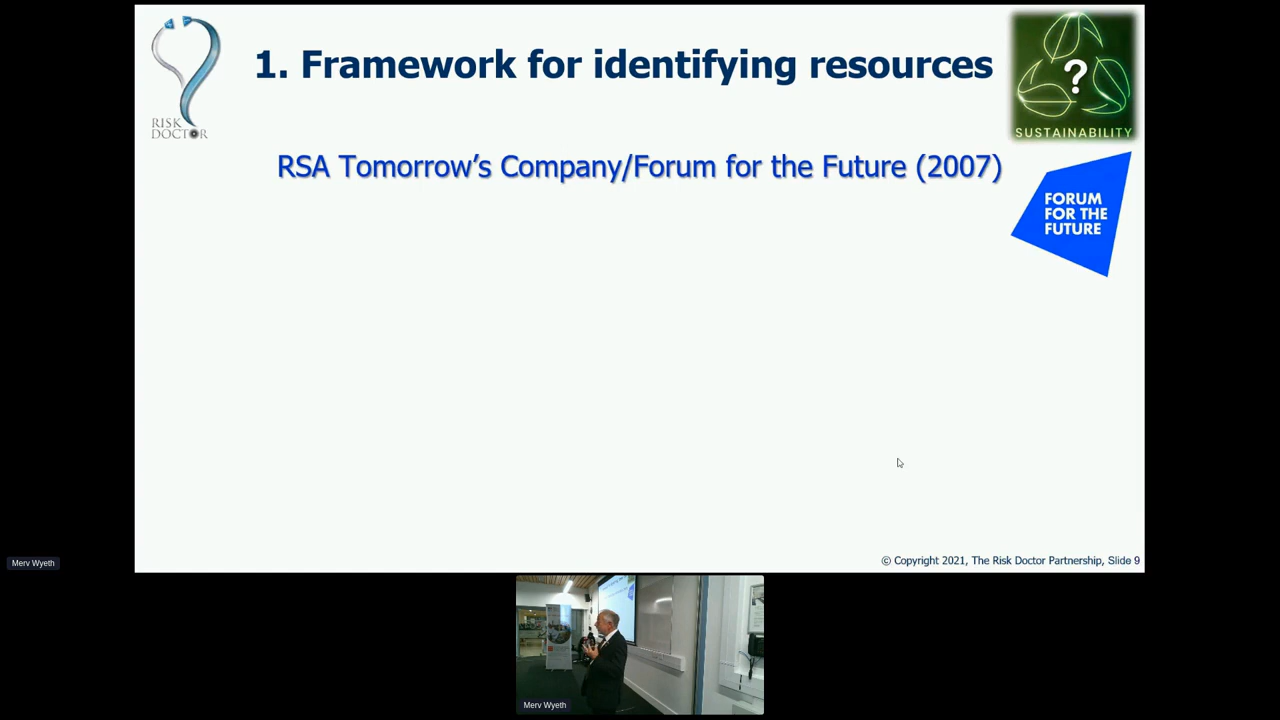 RISK
DOCTOR
1. Framework for identifying resources
?
SUSTAINABILITY
RSA Tomorrow's Company/Forum for the Future (2007)
FORUM
FOR THE
FUTURE
© Copyright 2021, The Risk Doctor Partnership, Slide 9
Merv Wyeth
Merv Wyeth